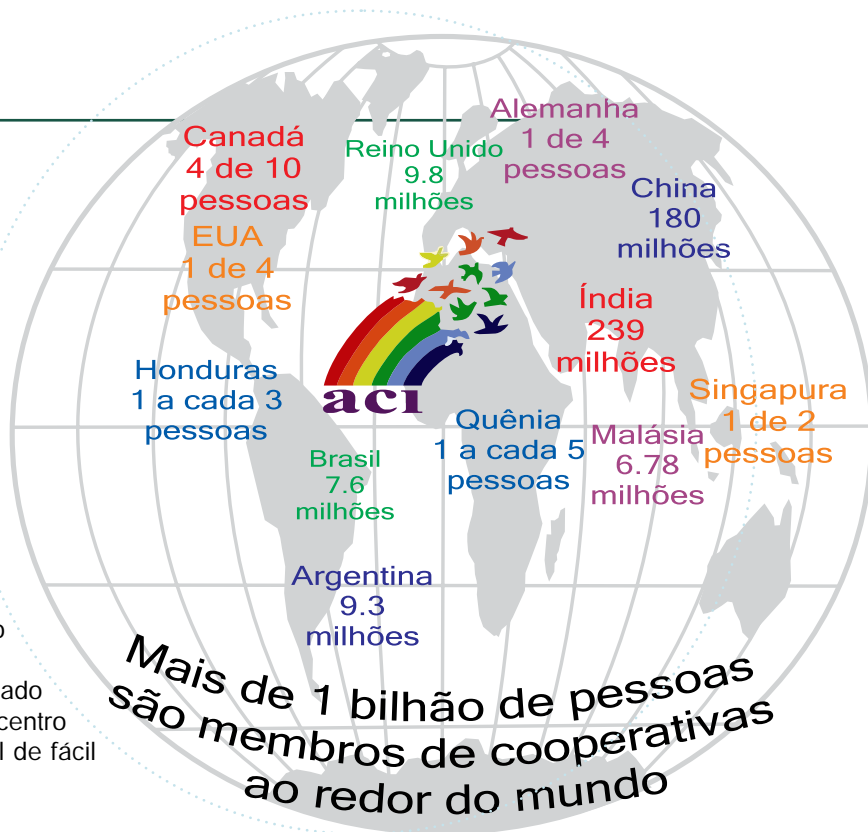 Alemanha
1 de 4
pessoas
Canadá
4 de 10
pessoas
Reino Unido
9.8
milhões
China
180
milhões
EUA
1 de 4
pessoas
Índia
239
milhões
Honduras
1 a cada 3
pessoas
aci
Singapura
1 de 2
pessoas
Quênia
1 a cada 5
pessoas
Malásia
6.78
milhões
Brasil
7.6
milhões
Argentina
9.3
milhões
Mais de 1 bilhão de pessoas
são membros de cooperativas
ao redor do mundo
centro
de fácil